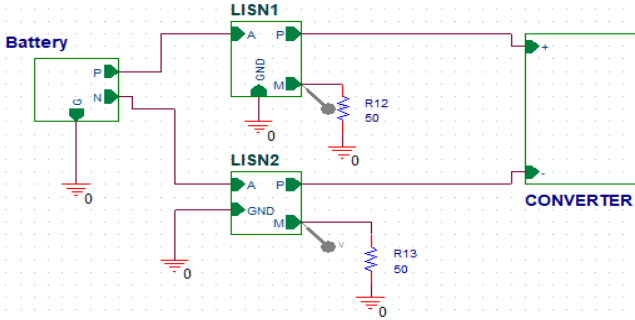 LISN1
Battery
A
P
GND
M
P
N
G
0
R12
50
0
0
+
-
CONVERTER
LISN2
A
P
GND
M
V
R13
50
0
0